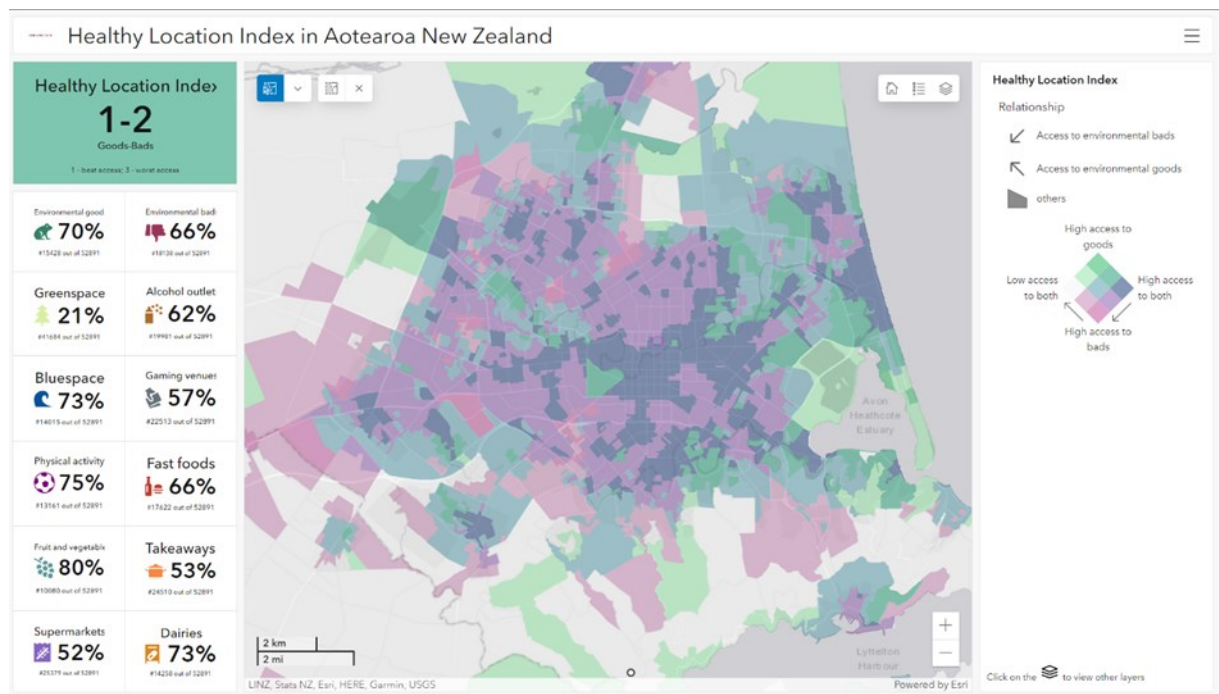 Healthy Location Index in Aotearoa New Zealand
Healthy Location Index
1-2
Goods-Bads
1 - best access; 3 - worst access
Environmental good
70%
#15428 out of 52891
Environmental bad
66%
#18138 out of 52891
Greenspace
21%
#41684 out of 52891
Alcohol outlet
62%
#19981 out of 52891
Bluespace
73%
#14015 out of 52891
Gaming venues
57%
#22513 out of 52891
Physical activity
75%
#13161 out of 52891
Fast foods
66%
#17622 out of 52891
Fruit and vegetable
80%
#10080 out of 52891
Takeaways
53%
#24510 out of 52891
Supermarkets
52%
#25379 out of 52891
Dairies
73%
#14258 out of 52891
Avon
Heathcote
Estuary
Lyttelton
Harbour
2 km
2 mi
LINZ, Stats NZ, Esri, HERE, Garmin, USGS
Powered by Esri
Healthy Location Index
Relationship
Access to environmental bads
Access to environmental goods
others
High access to
goods
Low access
to both
High access
to both
High access to
bads
Click on the to view other layers